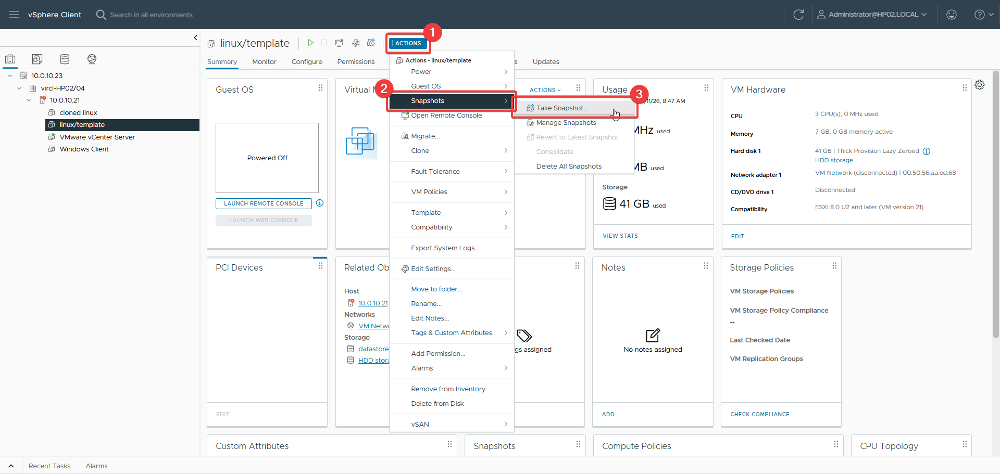 vSphere Client
Search in all environments
Administrator@HP02.LOCAL
linux/template
ACTIONS
1
Summary
Monitor
Configure
Permissions
s
Updates
10.0.10.23
vircl-HP02/04
10.0.10.21
cloned linux
linux/template
VMware vCenter Server
Windows Client
Actions - linux/template
Power
Guest OS
2
Snapshots
Open Remote Console
Migrate...
Clone
Fault Tolerance
VM Policies
Template
Compatibility
Export System Logs...
Edit Settings...
Move to folder...
Rename...
Edit Notes...
Tags & Custom Attributes
Add Permission...
Alarms
Remove from Inventory
Delete from Disk
vSAN
3
Take Snapshot...
Manage Snapshots
Revert to Latest Snapshot
Consolidate
Delete All Snapshots
Guest OS
Powered Off
LAUNCH REMOTE CONSOLE
LAUNCH WEB CONSOLE
Virtual M
ACTIONS
Usage
/11/26, 8:47 AM
MHz used
MB used
Storage
41 GB used
VIEW STATS
VM Hardware
CPU
3 CPU(s), 0 MHz used
Memory
7 GB, 0 GB memory active
Hard disk 1
41 GB | Thick Provision Lazy Zeroed
HDD storage
Network adapter 1
VM Network (disconnected) | 00:50:56:aa:ed:68
CD/DVD drive 1
Disconnected
Compatibility
ESXi 8.0 U2 and later (VM version 21)
EDIT
PCI Devices
EDIT
Related Ob
Host
10.0.10.21
Networks
VM Netwo
Storage
datastore
HDD stora
gs assigned
Notes
No notes assigned
ADD
Storage Policies
VM Storage Policies
VM Storage Policy Compliance
--
Last Checked Date
VM Replication Groups
CHECK COMPLIANCE
Custom Attributes
Snapshots
Compute Policies
CPU Topology
Recent Tasks
Alarms